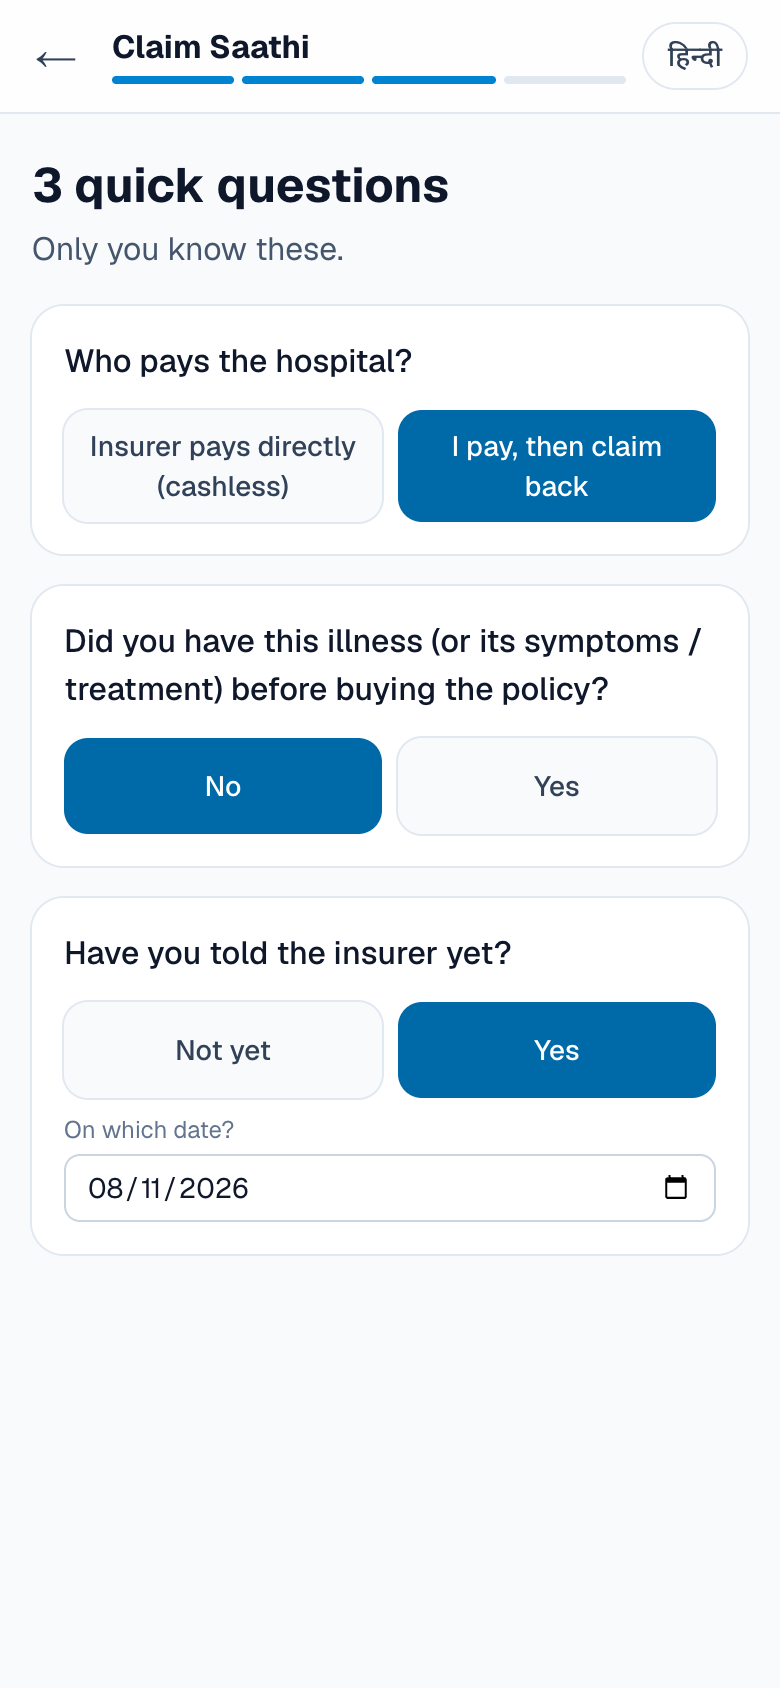 Claim Saathi
हिन्दी
3 quick questions
Only you know these.
Who pays the hospital?
Insurer pays directly
(cashless)
I pay, then claim
back
Did you have this illness (or its symptoms /
treatment) before buying the policy?
No
Yes
Have you told the insurer yet?
Not yet
Yes
On which date?
08/11/2026